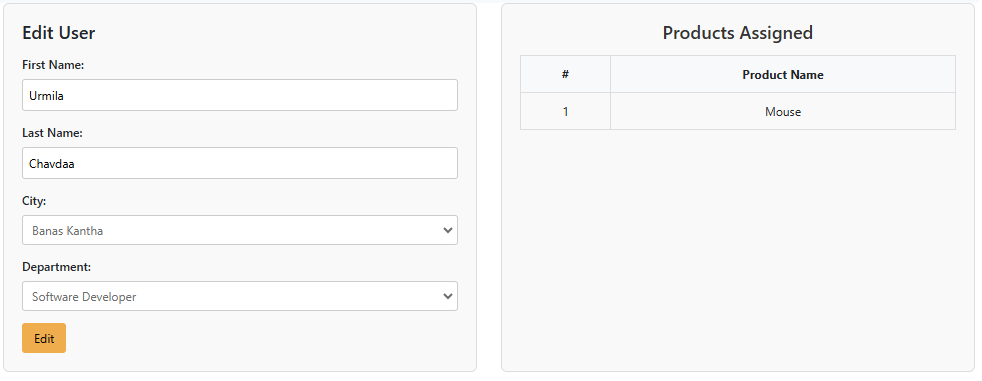 Edit User
First Name:
Urmila
Last Name:
Chavdaa
City:
Banas Kantha
Department:
Software Developer
Edit
Products Assigned
# Product Name
1 Mouse